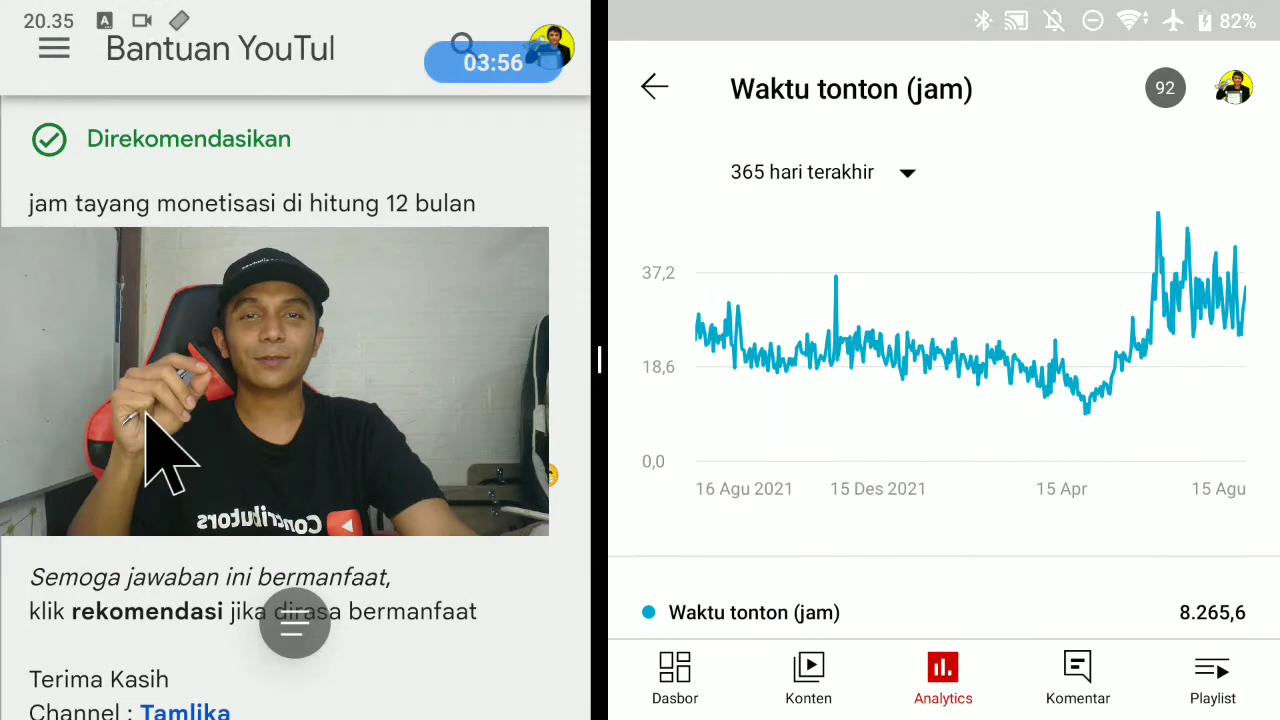 20.35
Bantuan YouTul
03:56
Direkomendasikan
jam tayang monetisasi di hitung 12 bulan
Contributors
Semoga jawaban ini bermanfaat,
klik rekomendasi jika dirasa bermanfaat
Terima Kasih
Channel : Tamlika
82%
Waktu tonton (jam)
92
365 hari terakhir
37,2
18,6
0,0
16 Agu 2021
15 Des 2021
15 Apr
15 Agu
Waktu tonton (jam)
8.265,6
Dasbor
Konten
Analytics
Komentar
Playlist